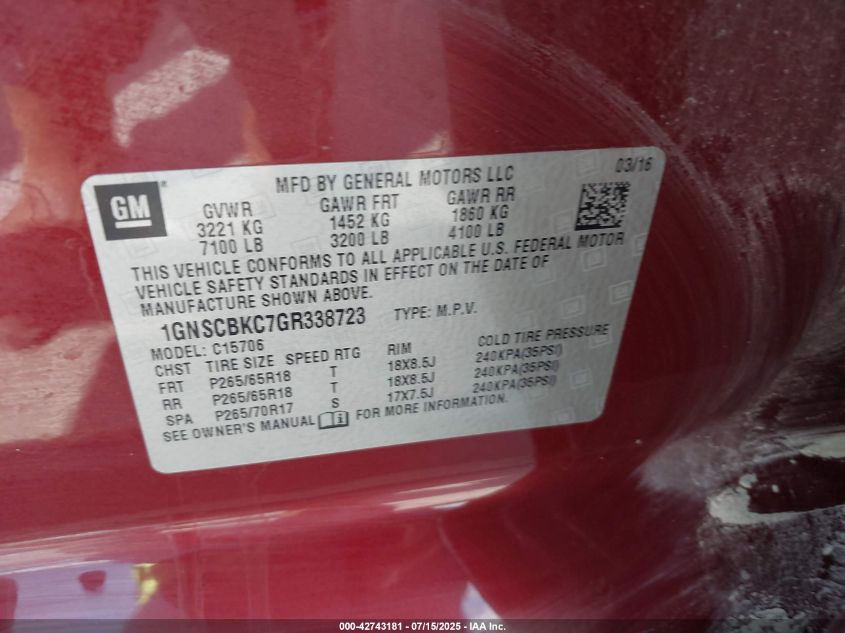 GM
MFD BY GENERAL MOTORS LLC
03/16
GVWR GAWR FRT GAWR RR
3221 KG 1452 KG 1860 KG
7100 LB 3200 LB 4100 LB
THIS VEHICLE CONFORMS TO ALL APPLICABLE U.S. FEDERAL MOTOR
VEHICLE SAFETY STANDARDS IN EFFECT ON THE DATE OF
MANUFACTURE SHOWN ABOVE.
1GNSCBKC7GR338723 TYPE: M.P.V.
MODEL: C15706
CHST TIRE SIZE SPEED RTG RIM COLD TIRE PRESSURE
FRT P265/65R18 T 18X8.5J 240KPA(35PSI)
RR P265/65R18 T 18X8.5J 240KPA(35PSI)
SPA P265/70R17 S 17X7.5J 240KPA(35PSI)
SEE OWNER'S MANUAL FOR MORE INFORMATION.
000-42743181 - 07/15/2025 - IAA Inc.